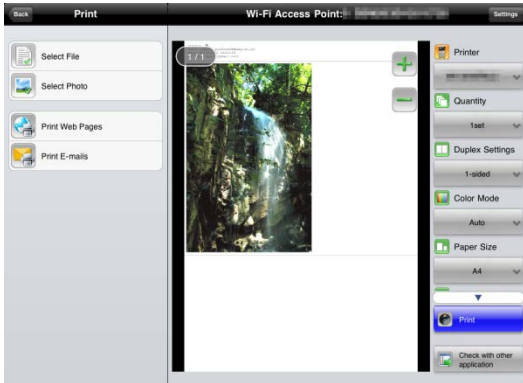 Back
Print
Wi-Fi Access Point:
Settings
Select File
Select Photo
Print Web Pages
Print E-mails
1 / 1
Printer
Quantity
1set
Duplex Settings
1-sided
Color Mode
Auto
Paper Size
A4
Print
Check with other
application